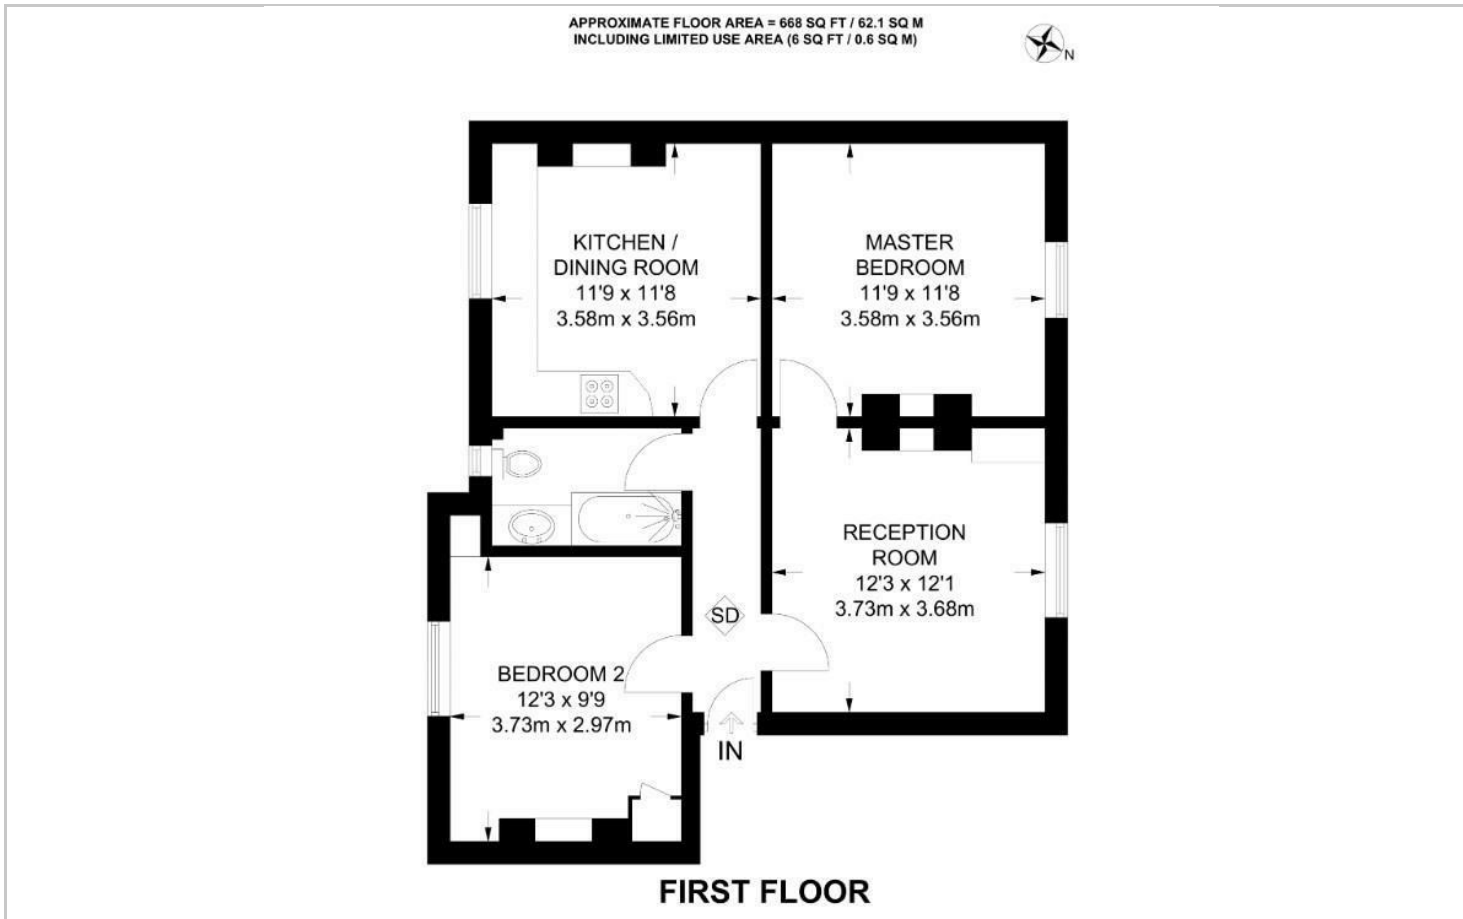 APPROXIMATE FLOOR AREA = 668 SQ FT / 62.1 SQ M
INCLUDING LIMITED USE AREA (6 SQ FT / 0.6 SQ M)
N
KITCHEN /
DINING ROOM
11'9 x 11'8
3.58m x 3.56m
MASTER
BEDROOM
11'9 x 11'8
3.58m x 3.56m
RECEPTION
ROOM
12'3 x 12'1
3.73m x 3.68m
SD
BEDROOM 2
12'3 x 9'9
3.73m x 2.97m
IN
FIRST FLOOR